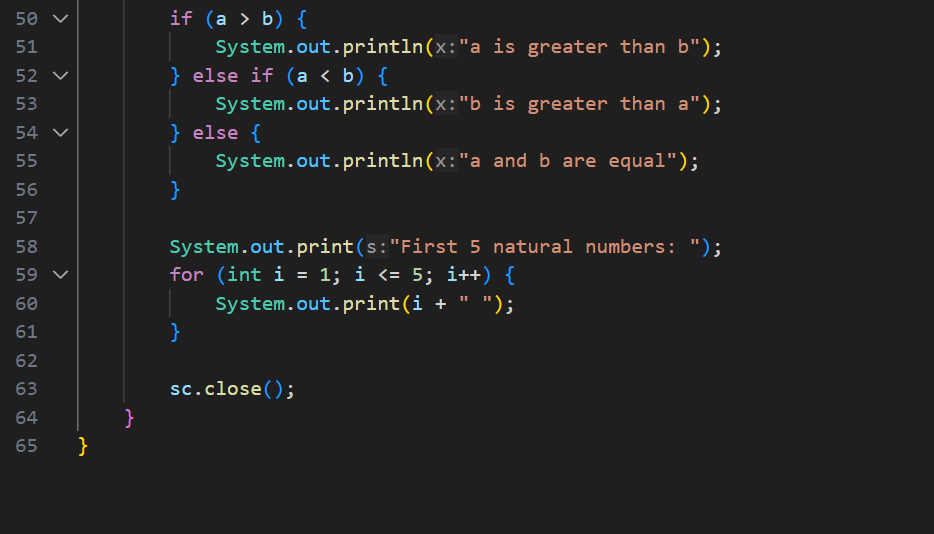 50 if (a > b) {
51 System.out.println(x:"a is greater than b");
52 } else if (a < b) {
53 System.out.println(x:"b is greater than a");
54 } else {
55 System.out.println(x:"a and b are equal");
56 }
57
58 System.out.print(s:"First 5 natural numbers: ");
59 for (int i = 1; i <= 5; i++) {
60 System.out.print(i + " ");
61 }
62
63 sc.close();
64 }
65 }